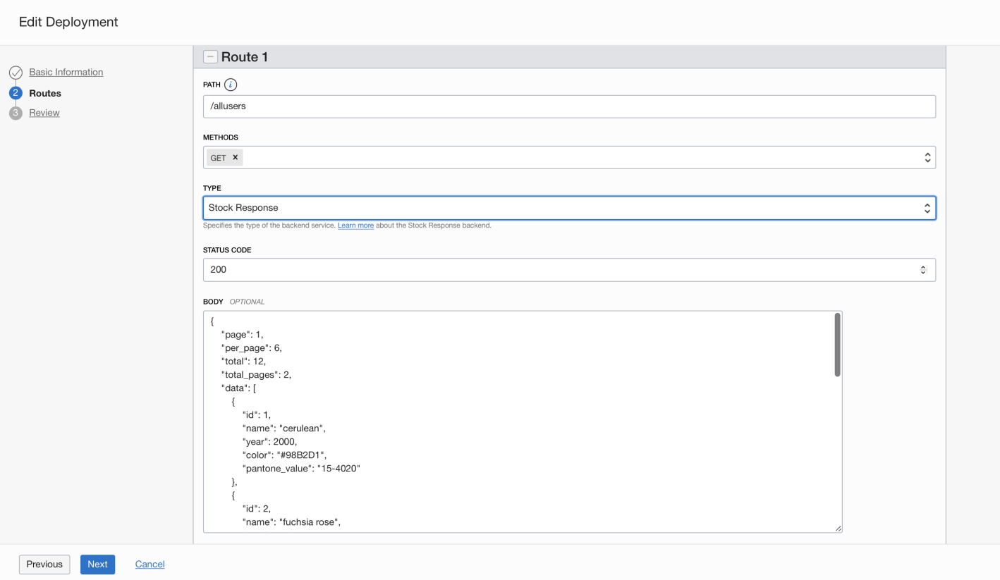 Edit Deployment
Basic Information
2 Routes
3 Review
Route 1
PATH i
/allusers
METHODS
GET ×
TYPE
Stock Response
Specifies the type of the backend service. Learn more about the Stock Response backend.
STATUS CODE
200
BODY OPTIONAL
{
"page": 1,
"per_page": 6,
"total": 12,
"total_pages": 2,
"data": [
{
"id": 1,
"name": "cerulean",
"year": 2000,
"color": "#98B2D1",
"pantone_value": "15-4020"
},
{
"id": 2,
"name": "fuchsia rose",
Previous Next Cancel